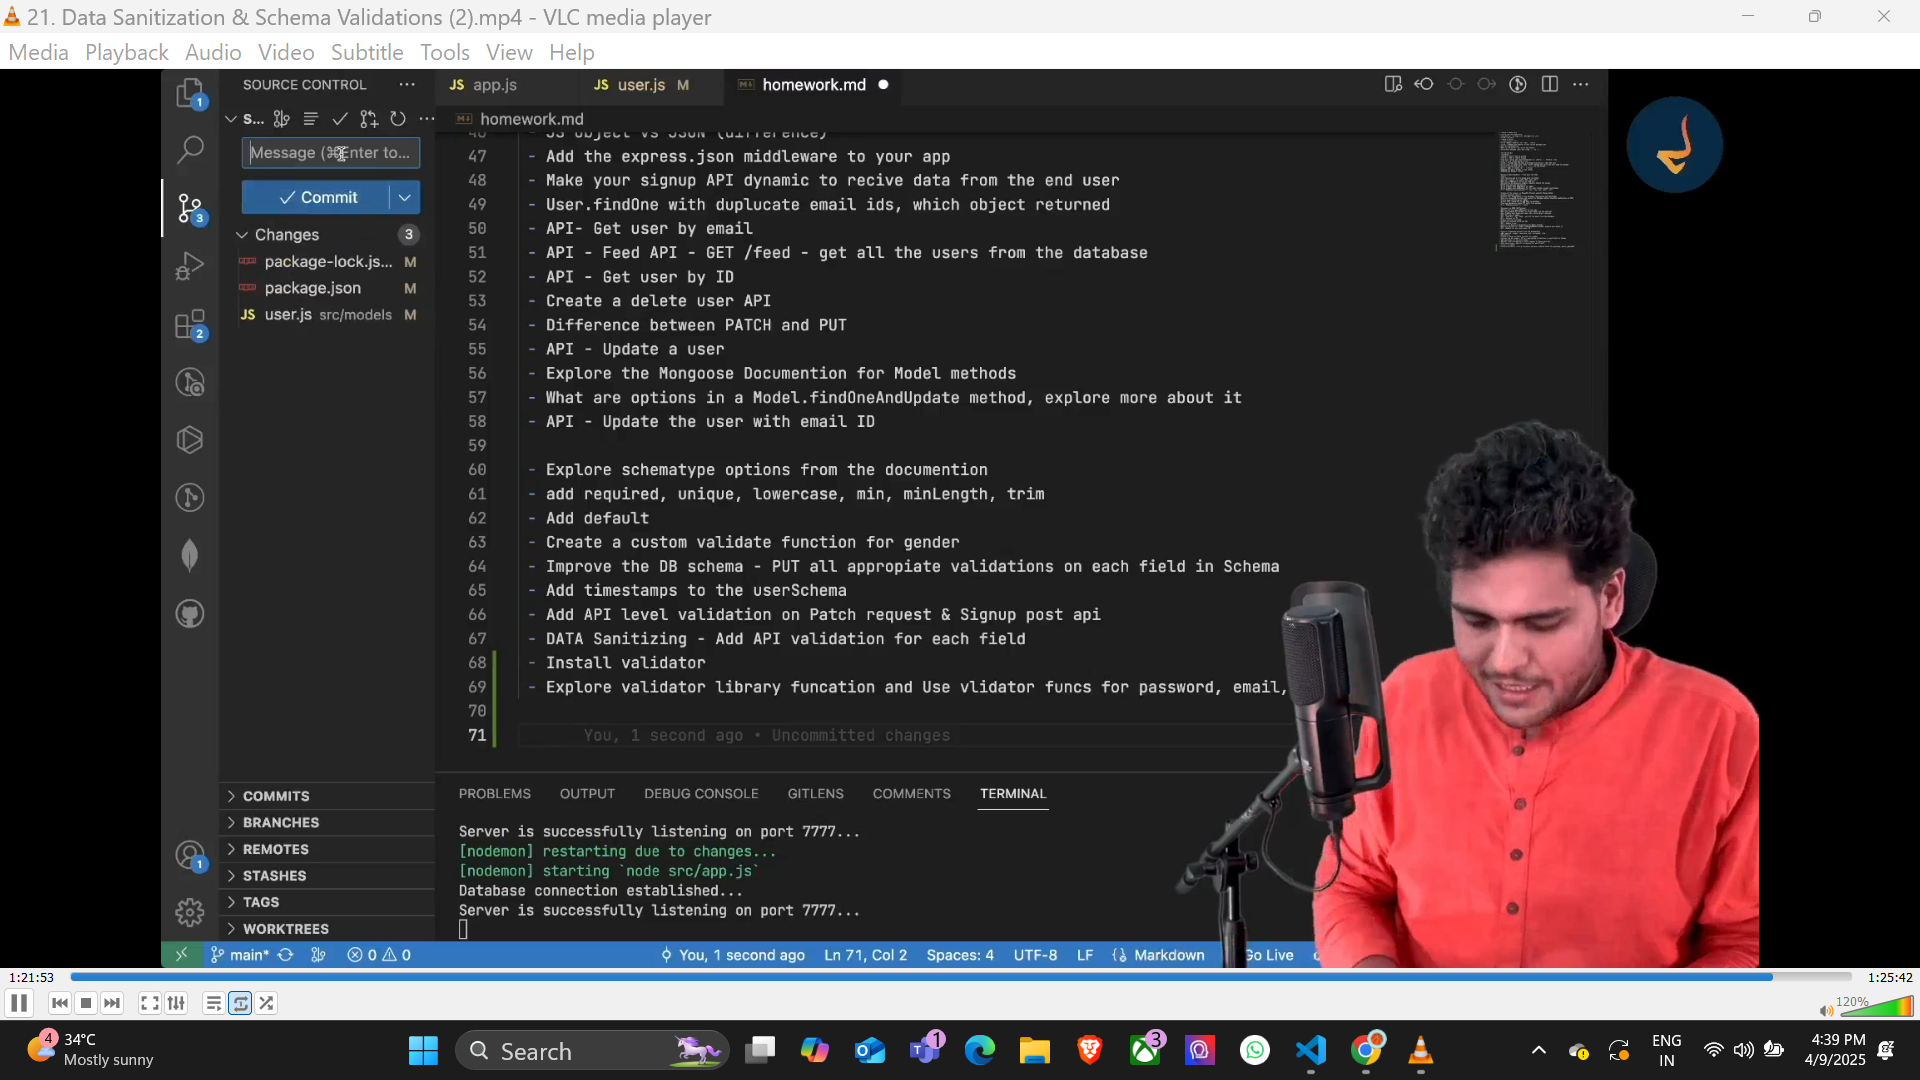 21. Data Sanitization & Schema Validations (2).mp4 - VLC media player
Media Playback Audio Video Subtitle Tools View Help
SOURCE CONTROL
JS app.js
JS user.js M
homework.md
S...
homework.md
Message (⌘Enter to...
Commit
Changes 3
package-lock.js... M
package.json M
JS user.js src/models M
46 - JS object vs JSON (difference)
47 - Add the express.json middleware to your app
48 - Make your signup API dynamic to recive data from the end user
49 - User.findOne with duplucate email ids, which object returned
50 - API- Get user by email
51 - API - Feed API - GET /feed - get all the users from the database
52 - API - Get user by ID
53 - Create a delete user API
54 - Difference between PATCH and PUT
55 - API - Update a user
56 - Explore the Mongoose Documention for Model methods
57 - What are options in a Model.findOneAndUpdate method, explore more about it
58 - API - Update the user with email ID
59
60 - Explore schematype options from the documention
61 - add required, unique, lowercase, min, minLength, trim
62 - Add default
63 - Create a custom validate function for gender
64 - Improve the DB schema - PUT all appropiate validations on each field in Schema
65 - Add timestamps to the userSchema
66 - Add API level validation on Patch request & Signup post api
67 - DATA Sanitizing - Add API validation for each field
68 - Install validator
69 - Explore validator library funcation and Use vlidator funcs for password, email,
70
71 You, 1 second ago • Uncommitted changes
1
3
2
1
COMMITS
BRANCHES
REMOTES
STASHES
TAGS
WORKTREES
PROBLEMS OUTPUT DEBUG CONSOLE GITLENS COMMENTS TERMINAL
Server is successfully listening on port 7777...
[nodemon] restarting due to changes...
[nodemon] starting `node src/app.js`
Database connection established...
Server is successfully listening on port 7777...
main* 0 0 You, 1 second ago Ln 71, Col 2 Spaces: 4 UTF-8 LF Markdown Go Live
1:21:53
1:25:42
120%
4
34°C
Mostly sunny
Search
1
3
ENG
IN
4:39 PM
4/9/2025